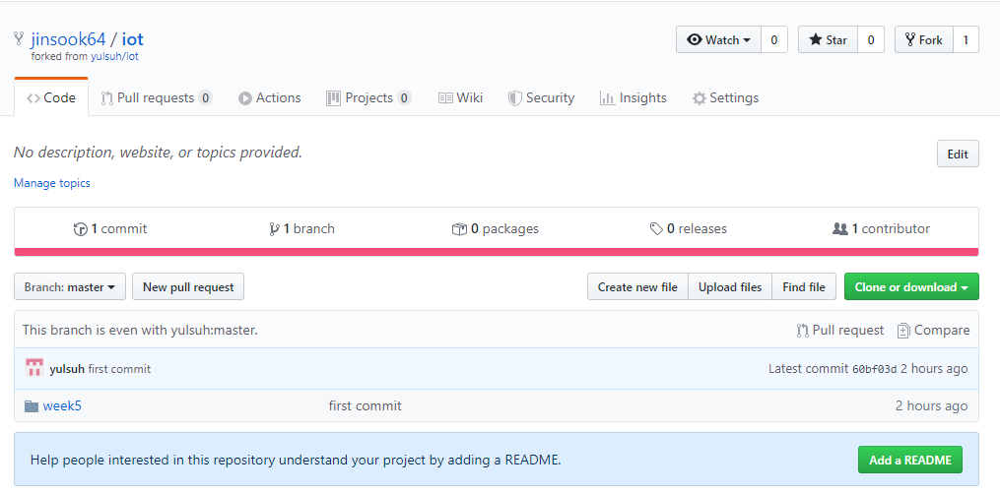 jinsook64 / iot
forked from yulsuh/iot
Watch 0 Star 0 Fork 1
Code Pull requests 0 Actions Projects 0 Wiki Security Insights Settings
No description, website, or topics provided. Edit
Manage topics
1 commit 1 branch 0 packages 0 releases 1 contributor
Branch: master New pull request Create new file Upload files Find file Clone or download
This branch is even with yulsuh:master. Pull request Compare
yulsuh first commit Latest commit 60bf03d 2 hours ago
week5 first commit 2 hours ago
Help people interested in this repository understand your project by adding a README. Add a README